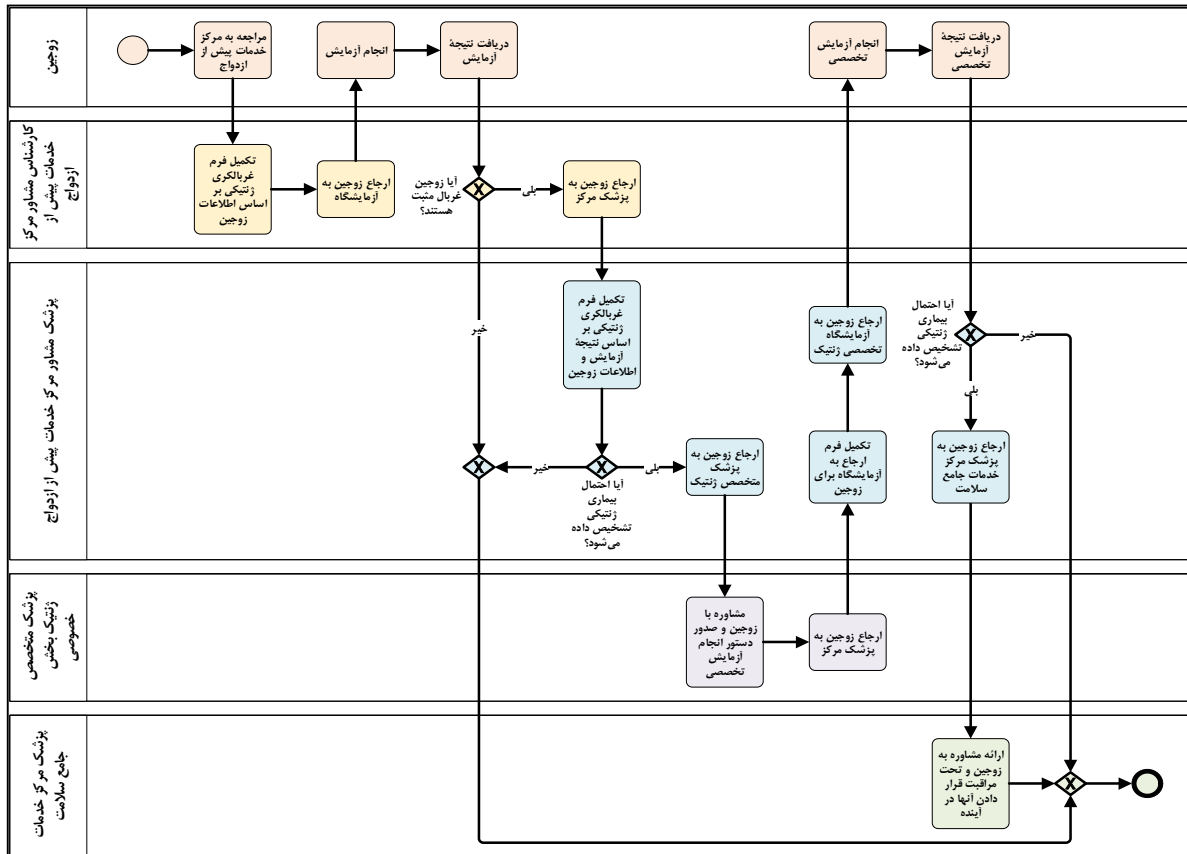 زوجین
مراجعه به مرکز
خدمات پیش از
ازدواج
انجام آزمایش
دریافت نتیجۀ
آزمایش
انجام آزمایش
تخصصی
دریافت نتیجۀ
آزمایش
تخصصی
کارشناس مشاور مرکز
خدمات پیش از
ازدواج
تکمیل فرم
غربالگری
ژنتیکی بر
اساس اطلاعات
زوجین
ارجاع زوجین به
آزمایشگاه
آیا زوجین
غربال مثبت
هستند؟
X
بلی
ارجاع زوجین به
پزشک مرکز
خیر
پزشک مشاور مرکز خدمات پیش از ازدواج
تکمیل فرم
غربالگری
ژنتیکی بر
اساس نتیجۀ
آزمایش و
اطلاعات زوجین
ارجاع زوجین به
آزمایشگاه
تخصصی ژنتیک
آیا احتمال
بیماری
ژنتیکی
تشخیص داده
می‌شود؟
X
خیر
بلی
X
خیر
X
بلی
آیا احتمال
بیماری
ژنتیکی
تشخیص داده
می‌شود؟
ارجاع زوجین به
پزشک
متخصص ژنتیک
تکمیل فرم
ارجاع به
آزمایشگاه برای
زوجین
ارجاع زوجین به
پزشک مرکز
خدمات جامع
سلامت
پزشک متخصص
ژنتیک بخش
خصوصی
مشاوره با
زوجین و صدور
دستور انجام
آزمایش
تخصصی
ارجاع زوجین به
پزشک مرکز
پزشک مرکز خدمات
جامع سلامت
ارائه مشاوره به
زوجین و تحت
مراقبت قرار
دادن آنها در
آینده
X